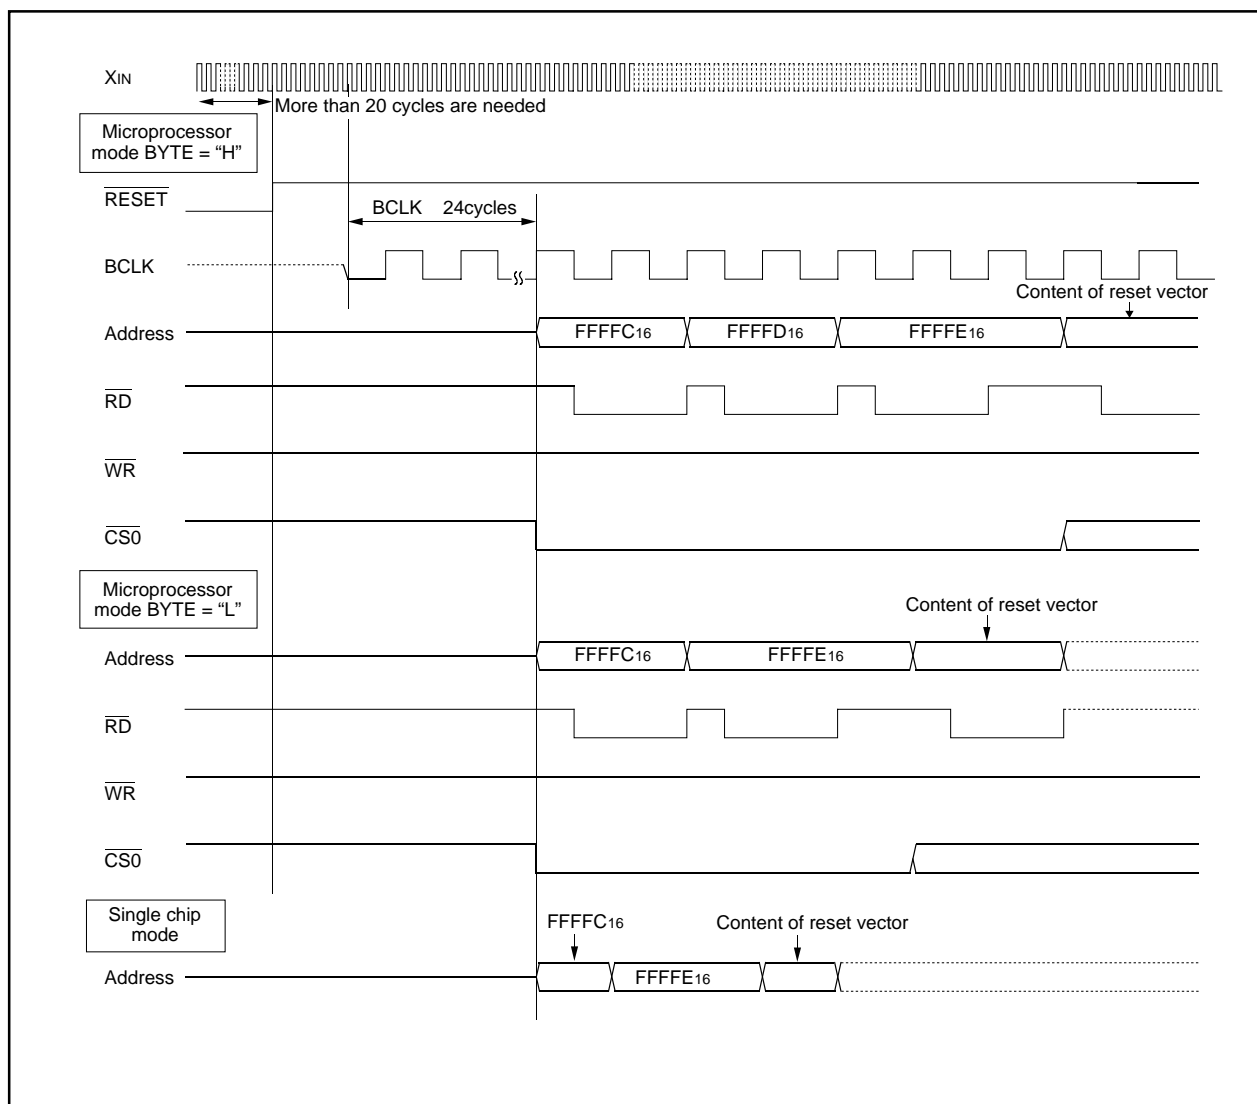 XIN
More than 20 cycles are needed
Microprocessor
mode BYTE = “H”
RESET
BCLK 24cycles
BCLK
Content of reset vector
Address FFFFC16 FFFFD16 FFFFE16
RD
WR
CS0
Microprocessor
mode BYTE = “L”
Content of reset vector
Address FFFFC16 FFFFE16
RD
WR
CS0
Single chip
mode
FFFFC16 Content of reset vector
Address FFFFE16